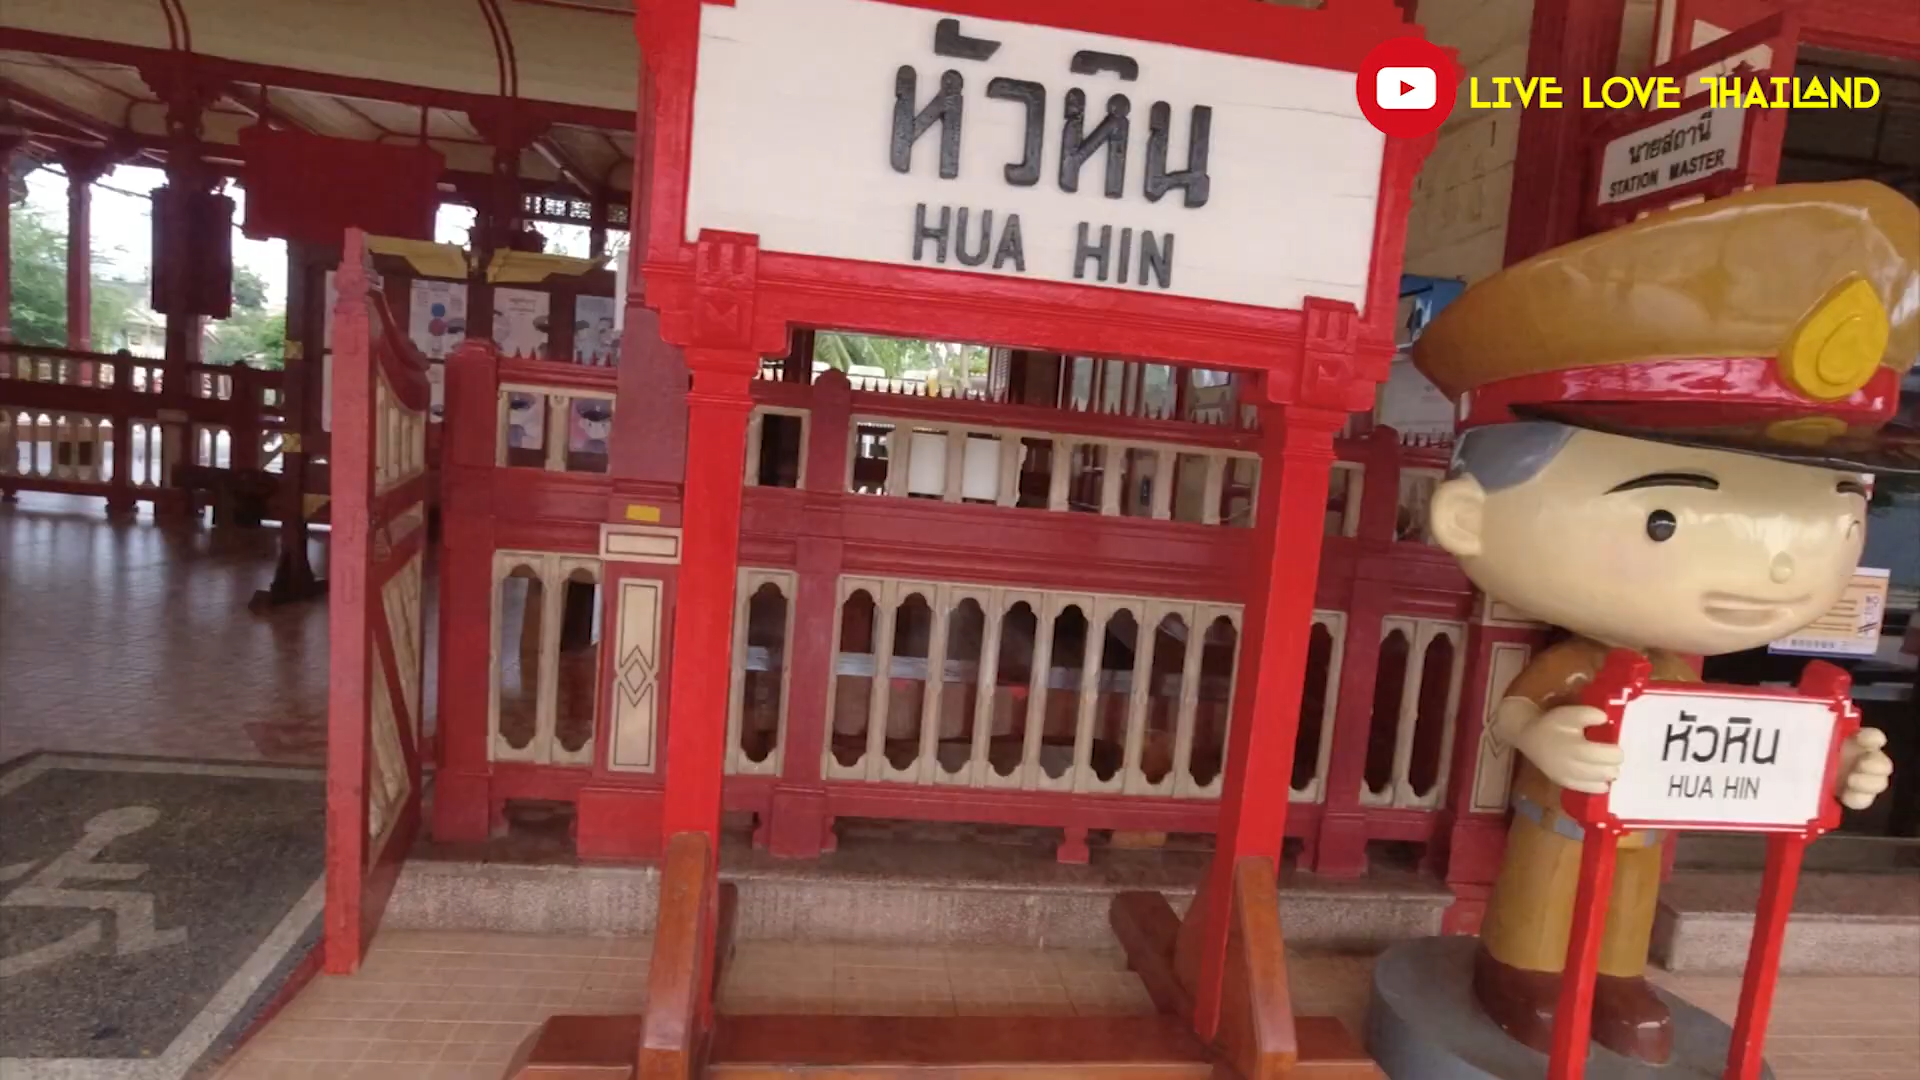 หัวหิน
HUA HIN
LIVE LOVE THAILAND
นายสถานี
STATION MASTER
หัวหิน
HUA HIN